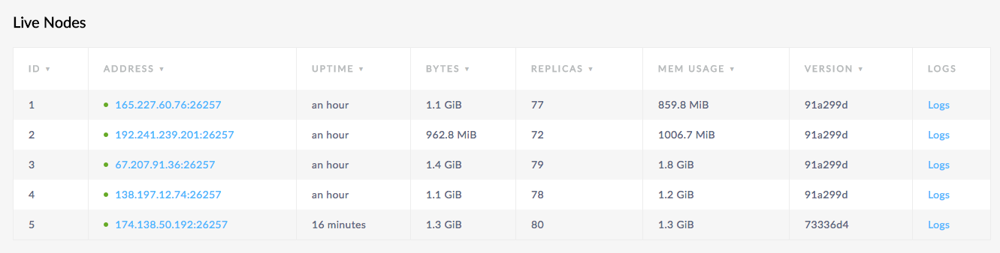 Live Nodes
ID ▼ ADDRESS ▼ UPTIME ▼ BYTES ▼ REPLICAS ▼ MEM USAGE ▼ VERSION ▼ LOGS
1 165.227.60.76:26257 an hour 1.1 GiB 77 859.8 MiB 91a299d Logs
2 192.241.239.201:26257 an hour 962.8 MiB 72 1006.7 MiB 91a299d Logs
3 67.207.91.36:26257 an hour 1.4 GiB 79 1.8 GiB 91a299d Logs
4 138.197.12.74:26257 an hour 1.1 GiB 78 1.2 GiB 91a299d Logs
5 174.138.50.192:26257 16 minutes 1.3 GiB 80 1.3 GiB 73336d4 Logs